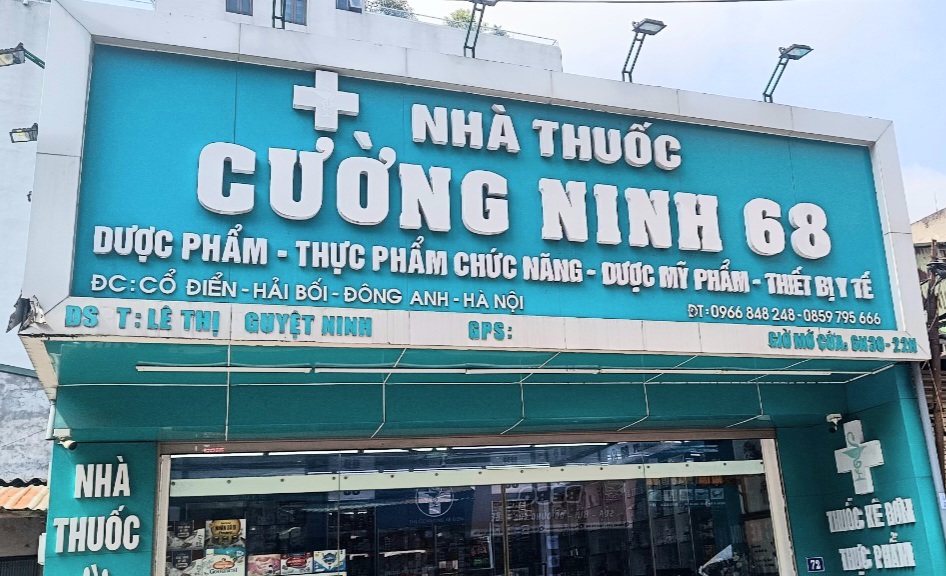 NHÀ THUỐC
CƯỜNG NINH 68
DƯỢC PHẨM - THỰC PHẨM CHỨC NĂNG - DƯỢC MỸ PHẨM - THIẾT BỊ Y TẾ
ĐC: CỔ ĐIỂN - HẢI BỐI - ĐÔNG ANH - HÀ NỘI
ĐT: 0966 848 248 - 0859 795 666
DS T: LÊ THỊ GUYỆT NINH
GPS:
GIỜ MỞ CỬA: 6H30-22H
NHÀ
THUỐC
THUỐC KÊ ĐƠN
THỰC PHẨM
73